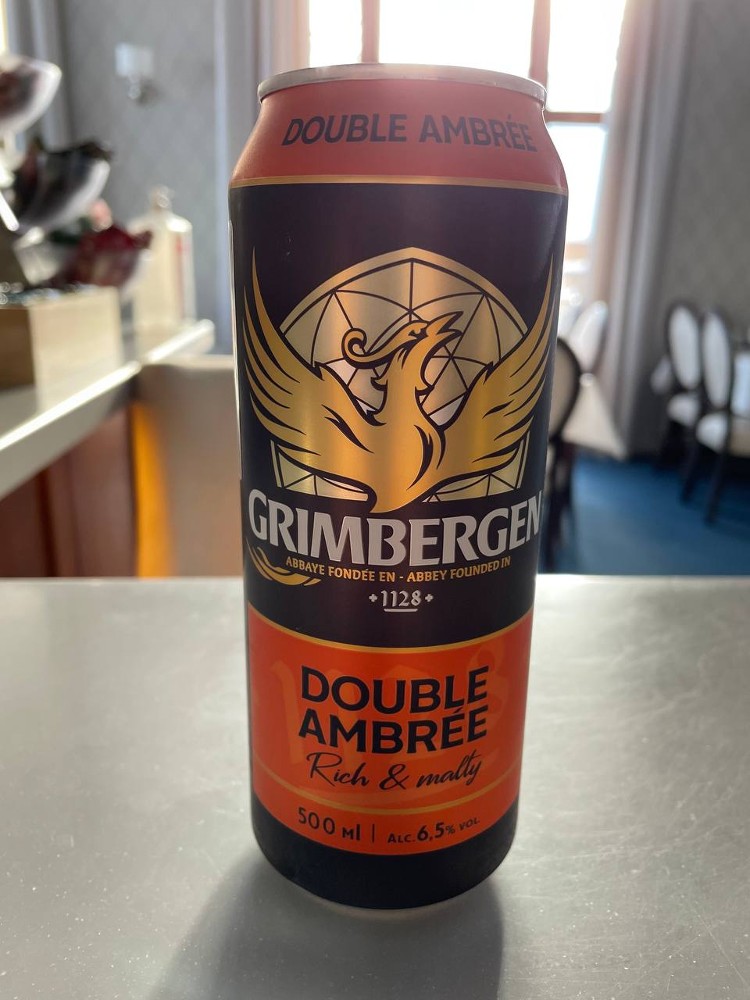 DOUBLE AMBRÉE
GRIMBERGEN
ABBAYE FONDÉE EN - ABBEY FOUNDED IN
1128
DOUBLE
AMBRÉE
Rich & malty
500 Ml | ALC. 6,5% VOL.